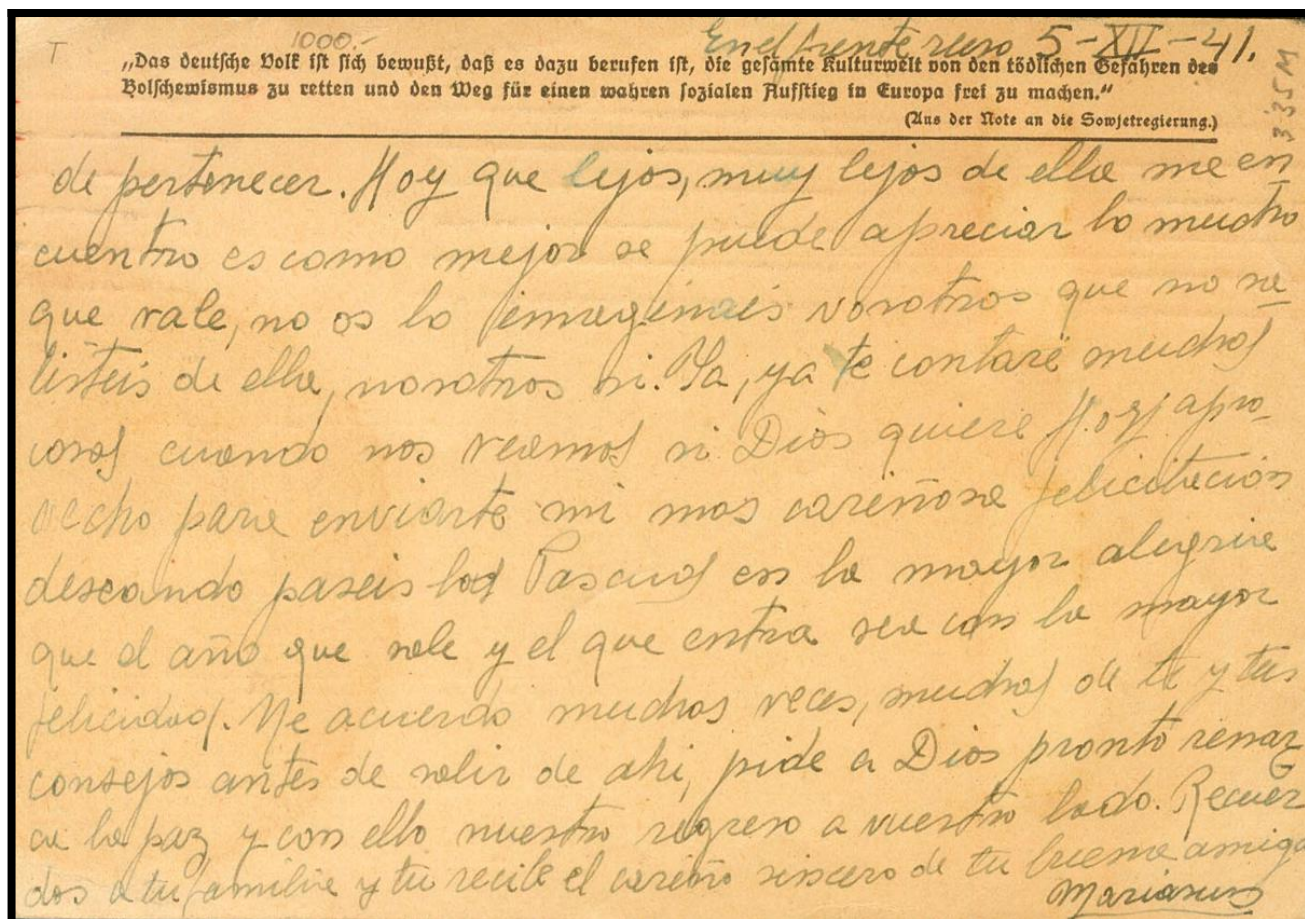 T
1000.-
En el frente ruso 5-XII-41.
„Das deutsche Volk ist sich bewußt, daß es dazu berufen ist, die gesamte Kulturwelt von den tödlichen Gefahren des
Bolschewismus zu retten und den Weg für einen wahren sozialen Aufstieg in Europa frei zu machen.“
(Aus der Note an die Sowjetregierung.)
335M
de pertenecer. Hoy que lejos, muy lejos de ella me en
cuentro es como mejor se puede apreciar lo mucho
que vale, no os lo imaginais vosotros que no sa
listeis de ella, nosotros si. Ya, ya te contaré muchas
cosas cuando nos veamos si Dios quiere Hoy apro-
vecho para enviarte mi mas cariñosa felicitación
deseando paseis las Pascuas en la mayor alegria
que el año que sale y el que entra sea con la mayor
felicidad. Me acuerdo muchas veces, muchas de ti y tus
consejos antes de salir de ahi, pide a Dios pronto renaz
ca la paz y con ello nuestro regreso a vuestro lado. Recuer
dos a tu familia y tu recibe el cariño sincero de tu